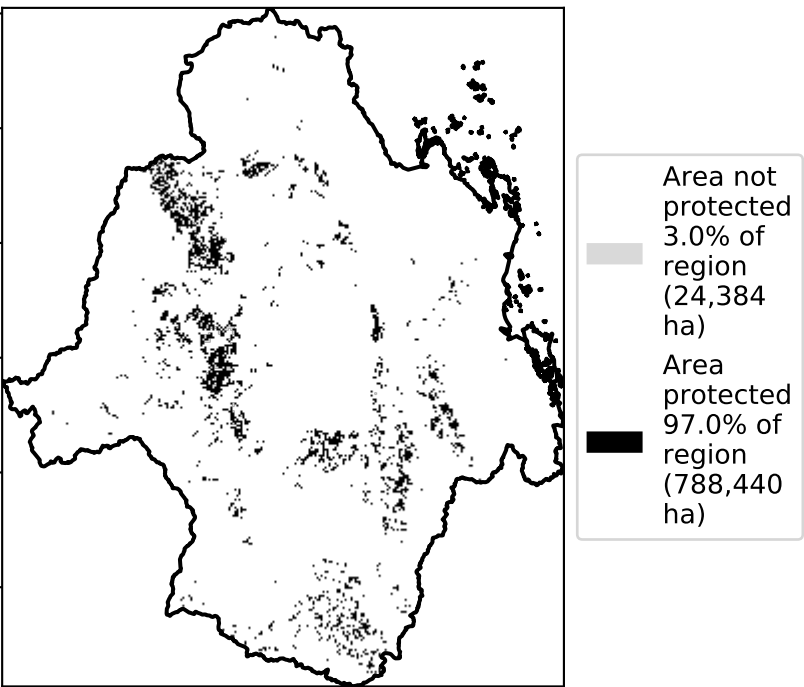 Area not
protected
3.0% of
region
(24,384
ha)
Area
protected
97.0% of
region
(788,440
ha)